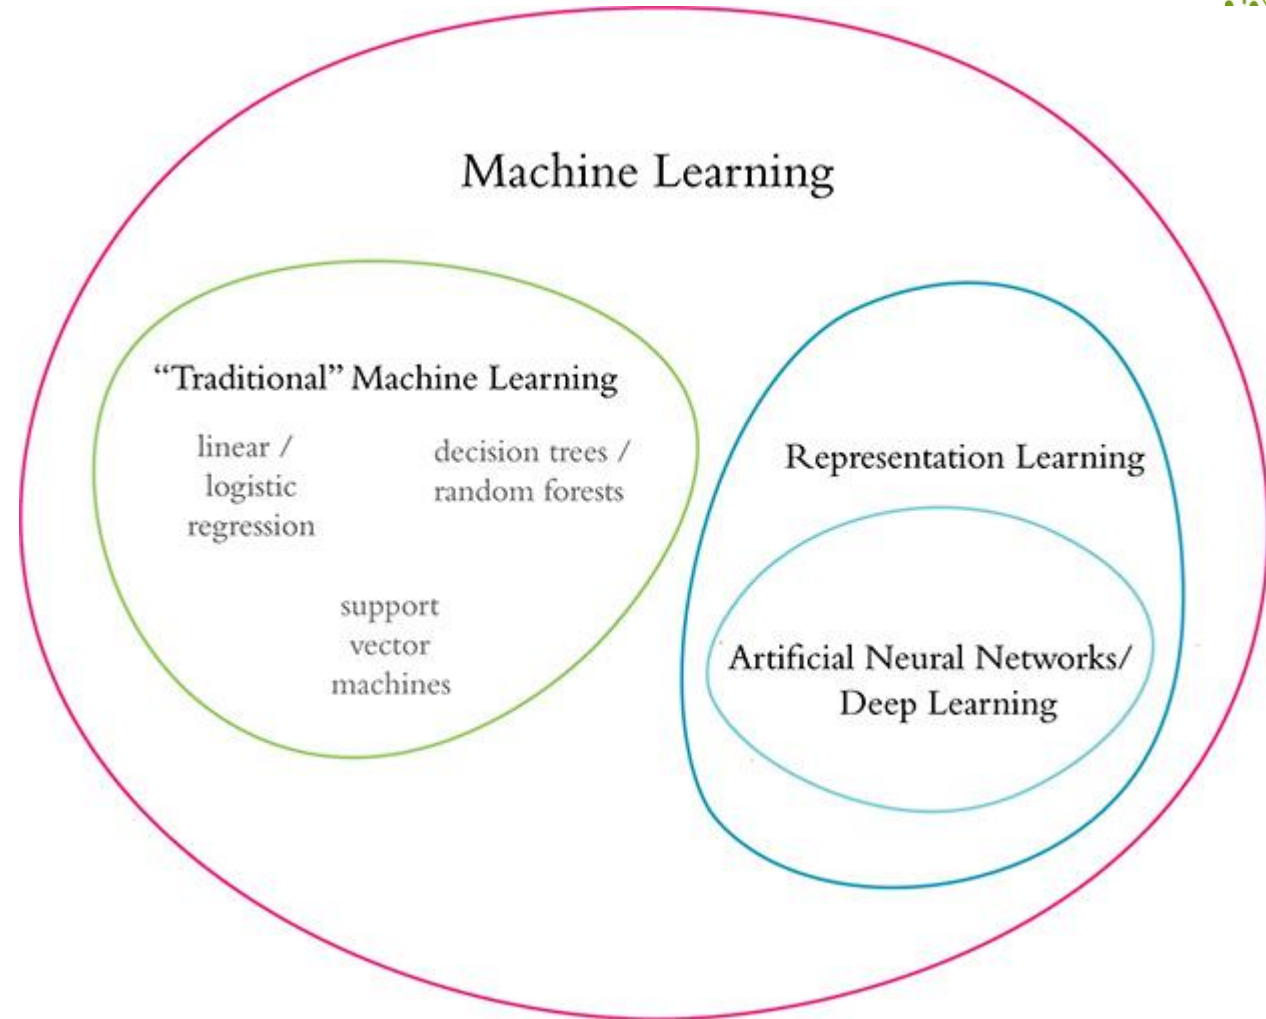 Machine Learning
“Traditional” Machine Learning
linear /
logistic
regression
decision trees /
random forests
support
vector
machines
Representation Learning
Artificial Neural Networks/
Deep Learning